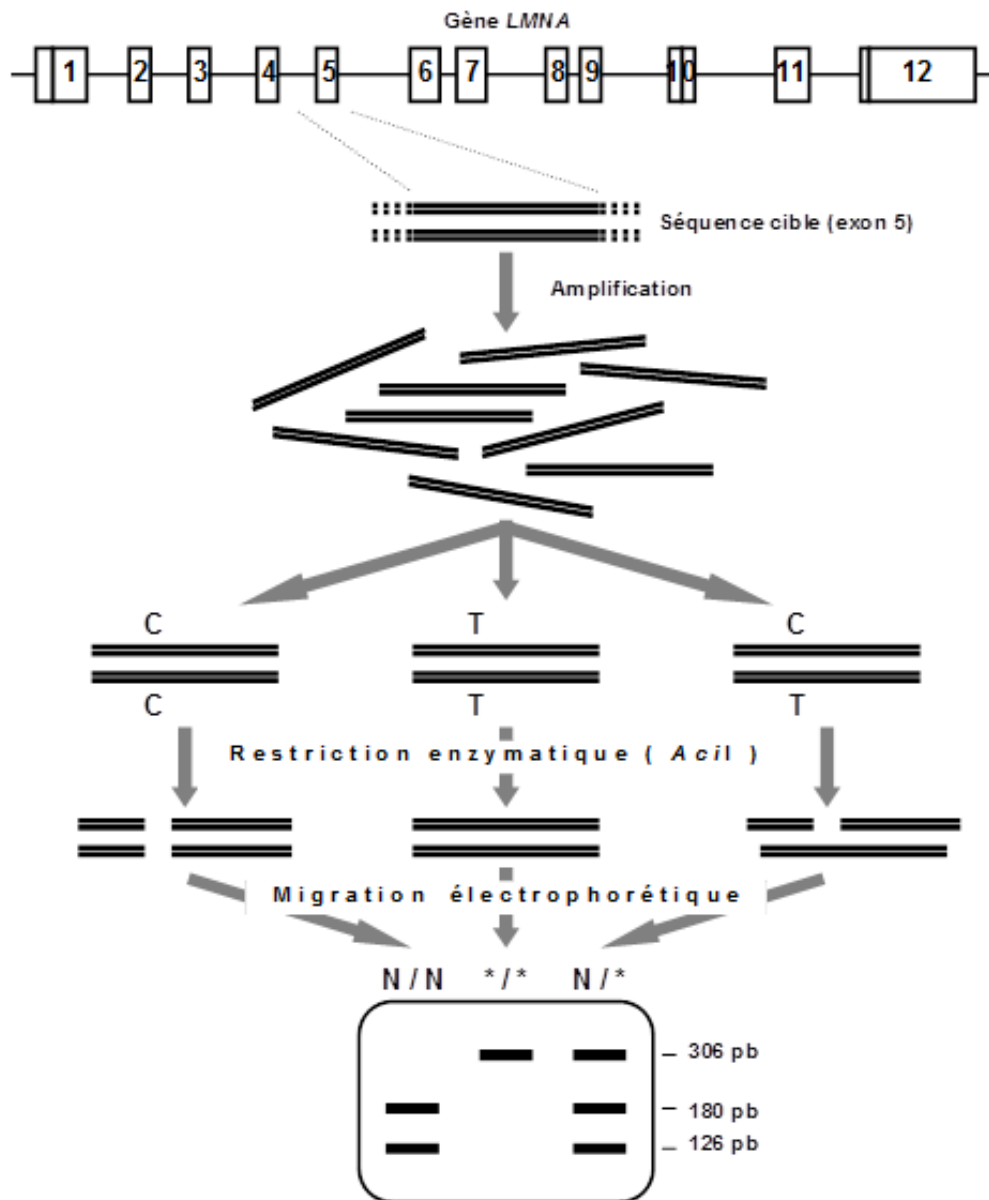 Gène LMNA
1 2 3 4 5 6 7 8 9 10 11 12
Séquence cible (exon 5)
Amplification
C T C
C T T
Restriction enzymatique ( AciI )
Migration électrophorétique
N / N * / * N / *
306 pb
180 pb
126 pb